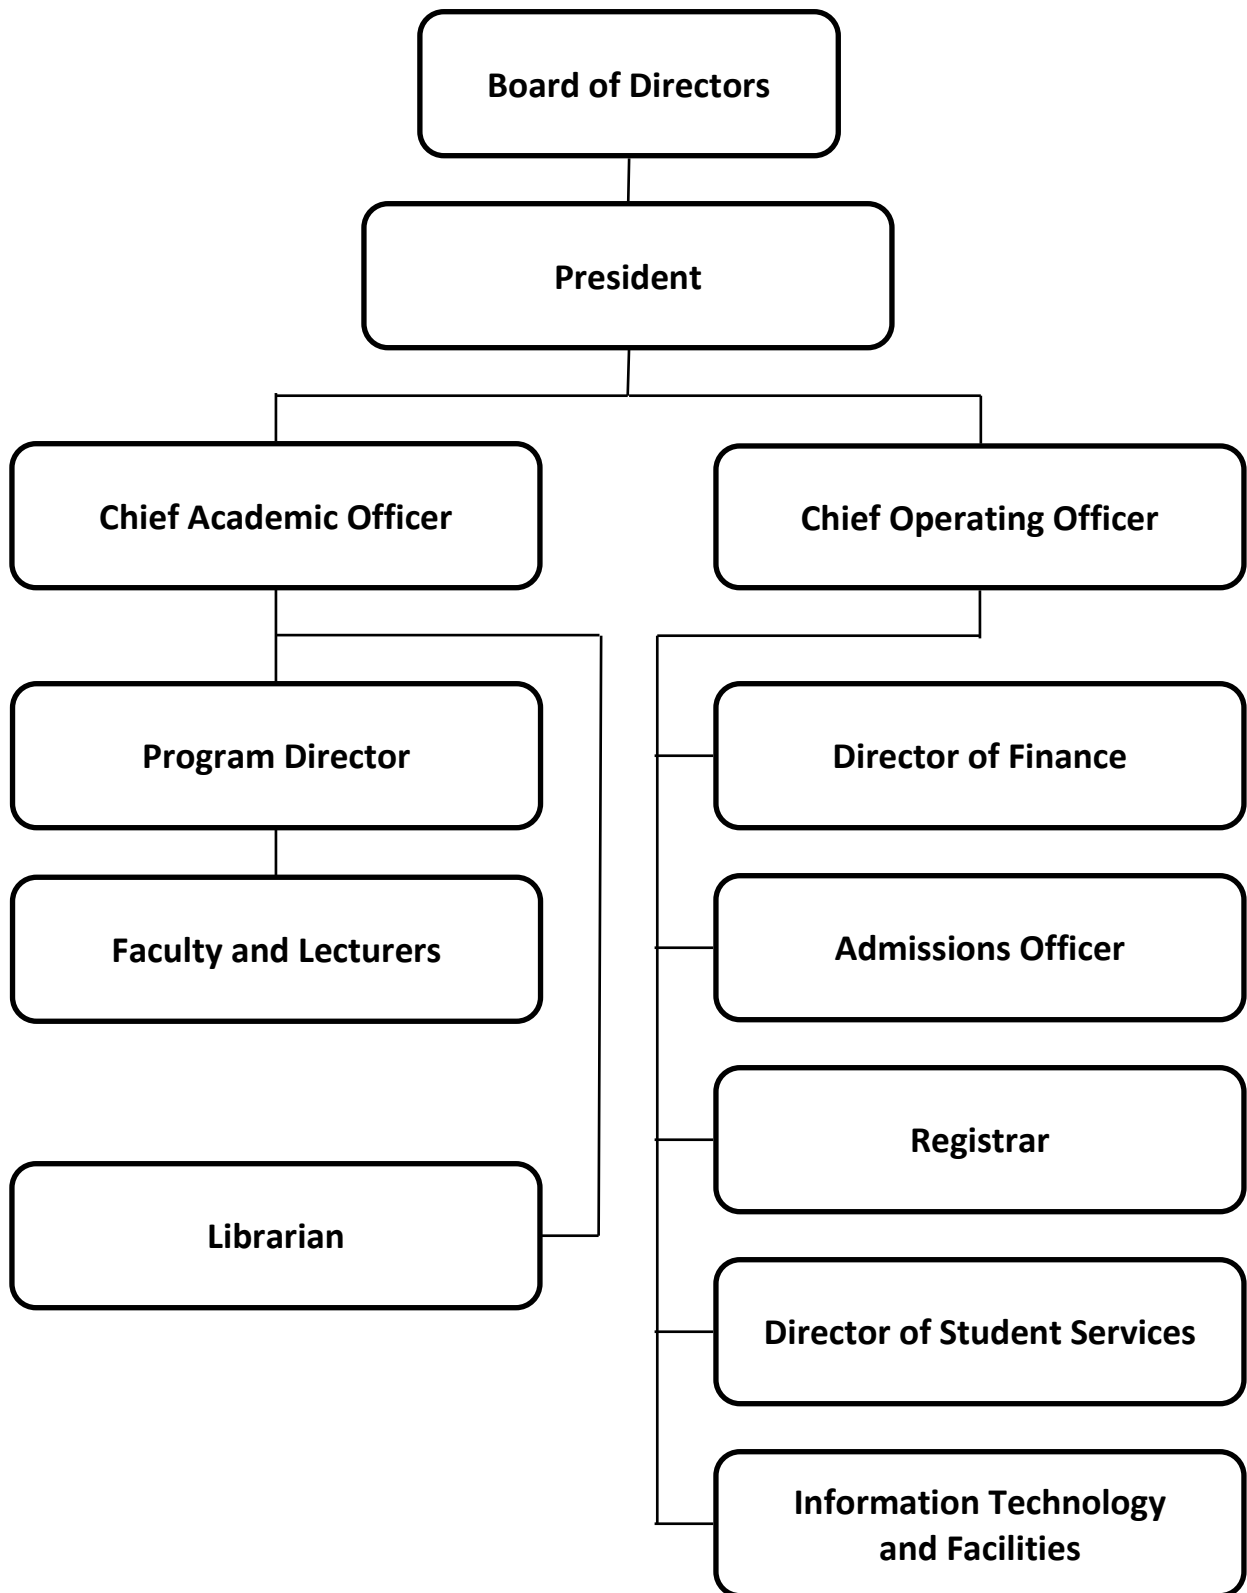 Board of Directors
President
Chief Academic Officer
Chief Operating Officer
Program Director
Director of Finance
Faculty and Lecturers
Admissions Officer
Registrar
Librarian
Director of Student Services
Information Technology
and Facilities